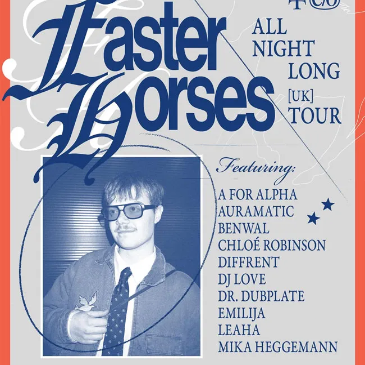 Faster
Horses
+ CO
ALL
NIGHT
LONG
[UK]
TOUR
Featuring:
A FOR ALPHA
AURAMATIC
BENWAL
CHLOÉ ROBINSON
DIFFRENT
DJ LOVE
DR. DUBPLATE
EMILIJA
LEAHA
MIKA HEGGEMANN